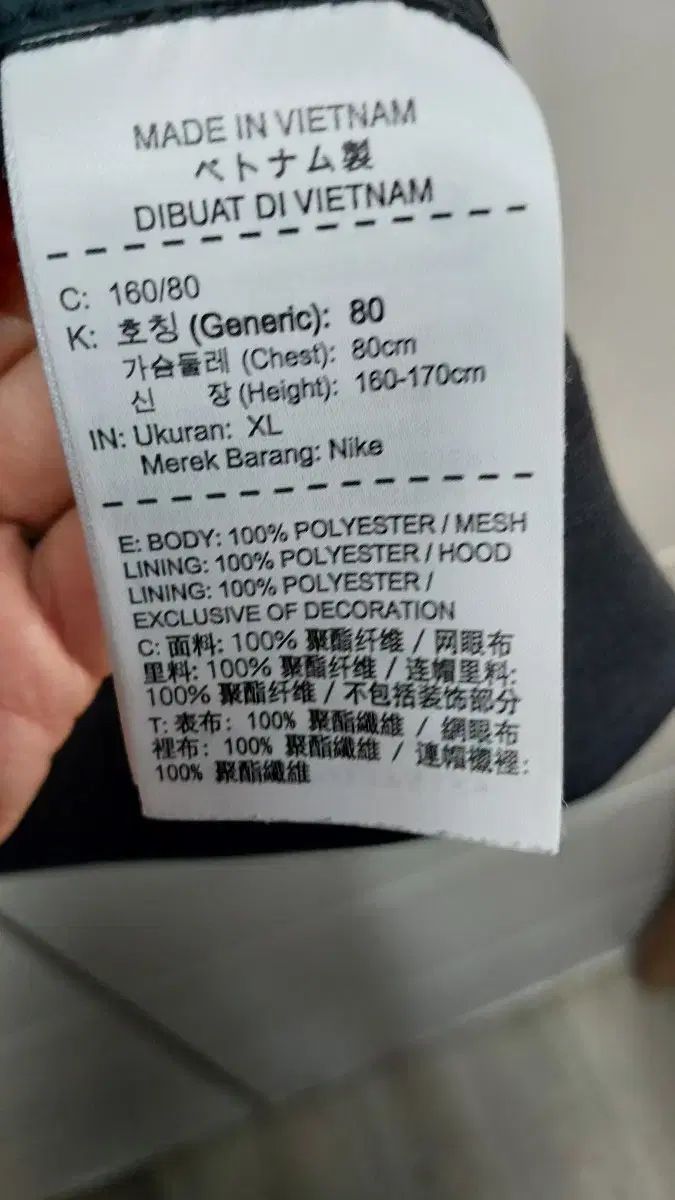 MADE IN VIETNAM
ベトナム製
DIBUAT DI VIETNAM
C: 160/80
K: 호칭 (Generic): 80
가슴둘레 (Chest): 80cm
신 장 (Height): 160-170cm
IN: Ukuran: XL
Merek Barang: Nike
E: BODY: 100% POLYESTER / MESH
LINING: 100% POLYESTER / HOOD
LINING: 100% POLYESTER /
EXCLUSIVE OF DECORATION
C: 面料: 100% 聚酯纤维 / 网眼布
里料: 100% 聚酯纤维 / 连帽里料:
100% 聚酯纤维 / 不包括装饰部分
T: 表布: 100% 聚酯纖維 / 網眼布
裡布: 100% 聚酯纖維 / 連帽襯裡:
100% 聚酯纖維